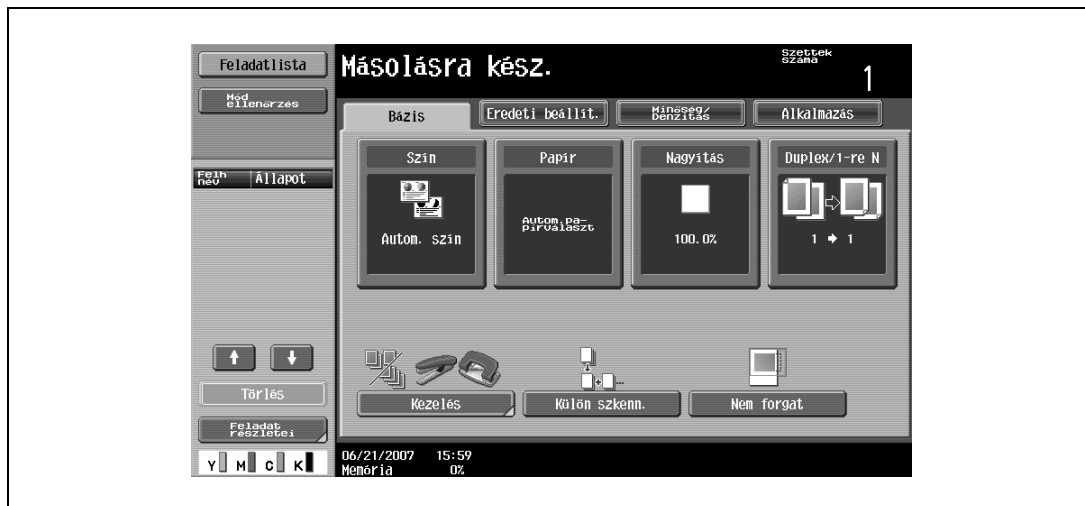 Feladatlista
Mód
ellenőrzés
Felh
név
Állapot
Törlés
Feladat
részletei
Y M C K
Másolásra kész.
Szettek
száma
1
Bázis
Eredeti beállít.
Minőség/
Denzitás
Alkalmazás
Szín
Papír
Nagyítás
Duplex/1-re N
Autom. szín
Autom.pa-
pírválaszt
100.0%
1 → 1
Kezelés
Külön szkenn.
Nem forgat
06/21/2007 15:59
Memória 0%